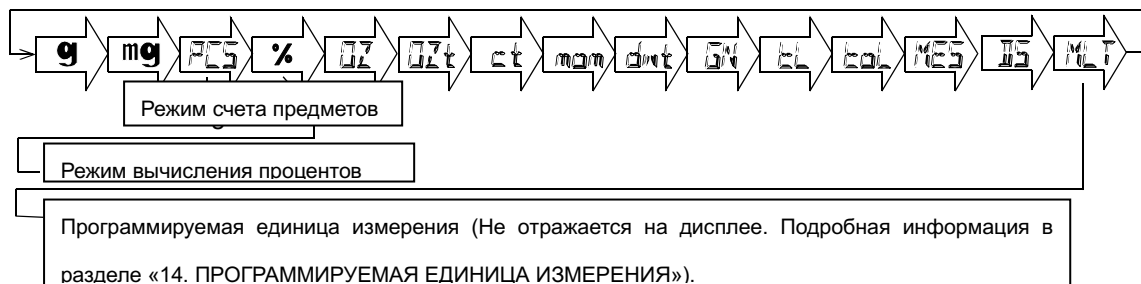 g mg PCS % OZ OZt ct mom dwt GN tL toL MES DS MLT
Режим счета предметов
Режим вычисления процентов
Программируемая единица измерения (Не отражается на дисплее. Подробная информация в
разделе «14. ПРОГРАММИРУЕМАЯ ЕДИНИЦА ИЗМЕРЕНИЯ»).